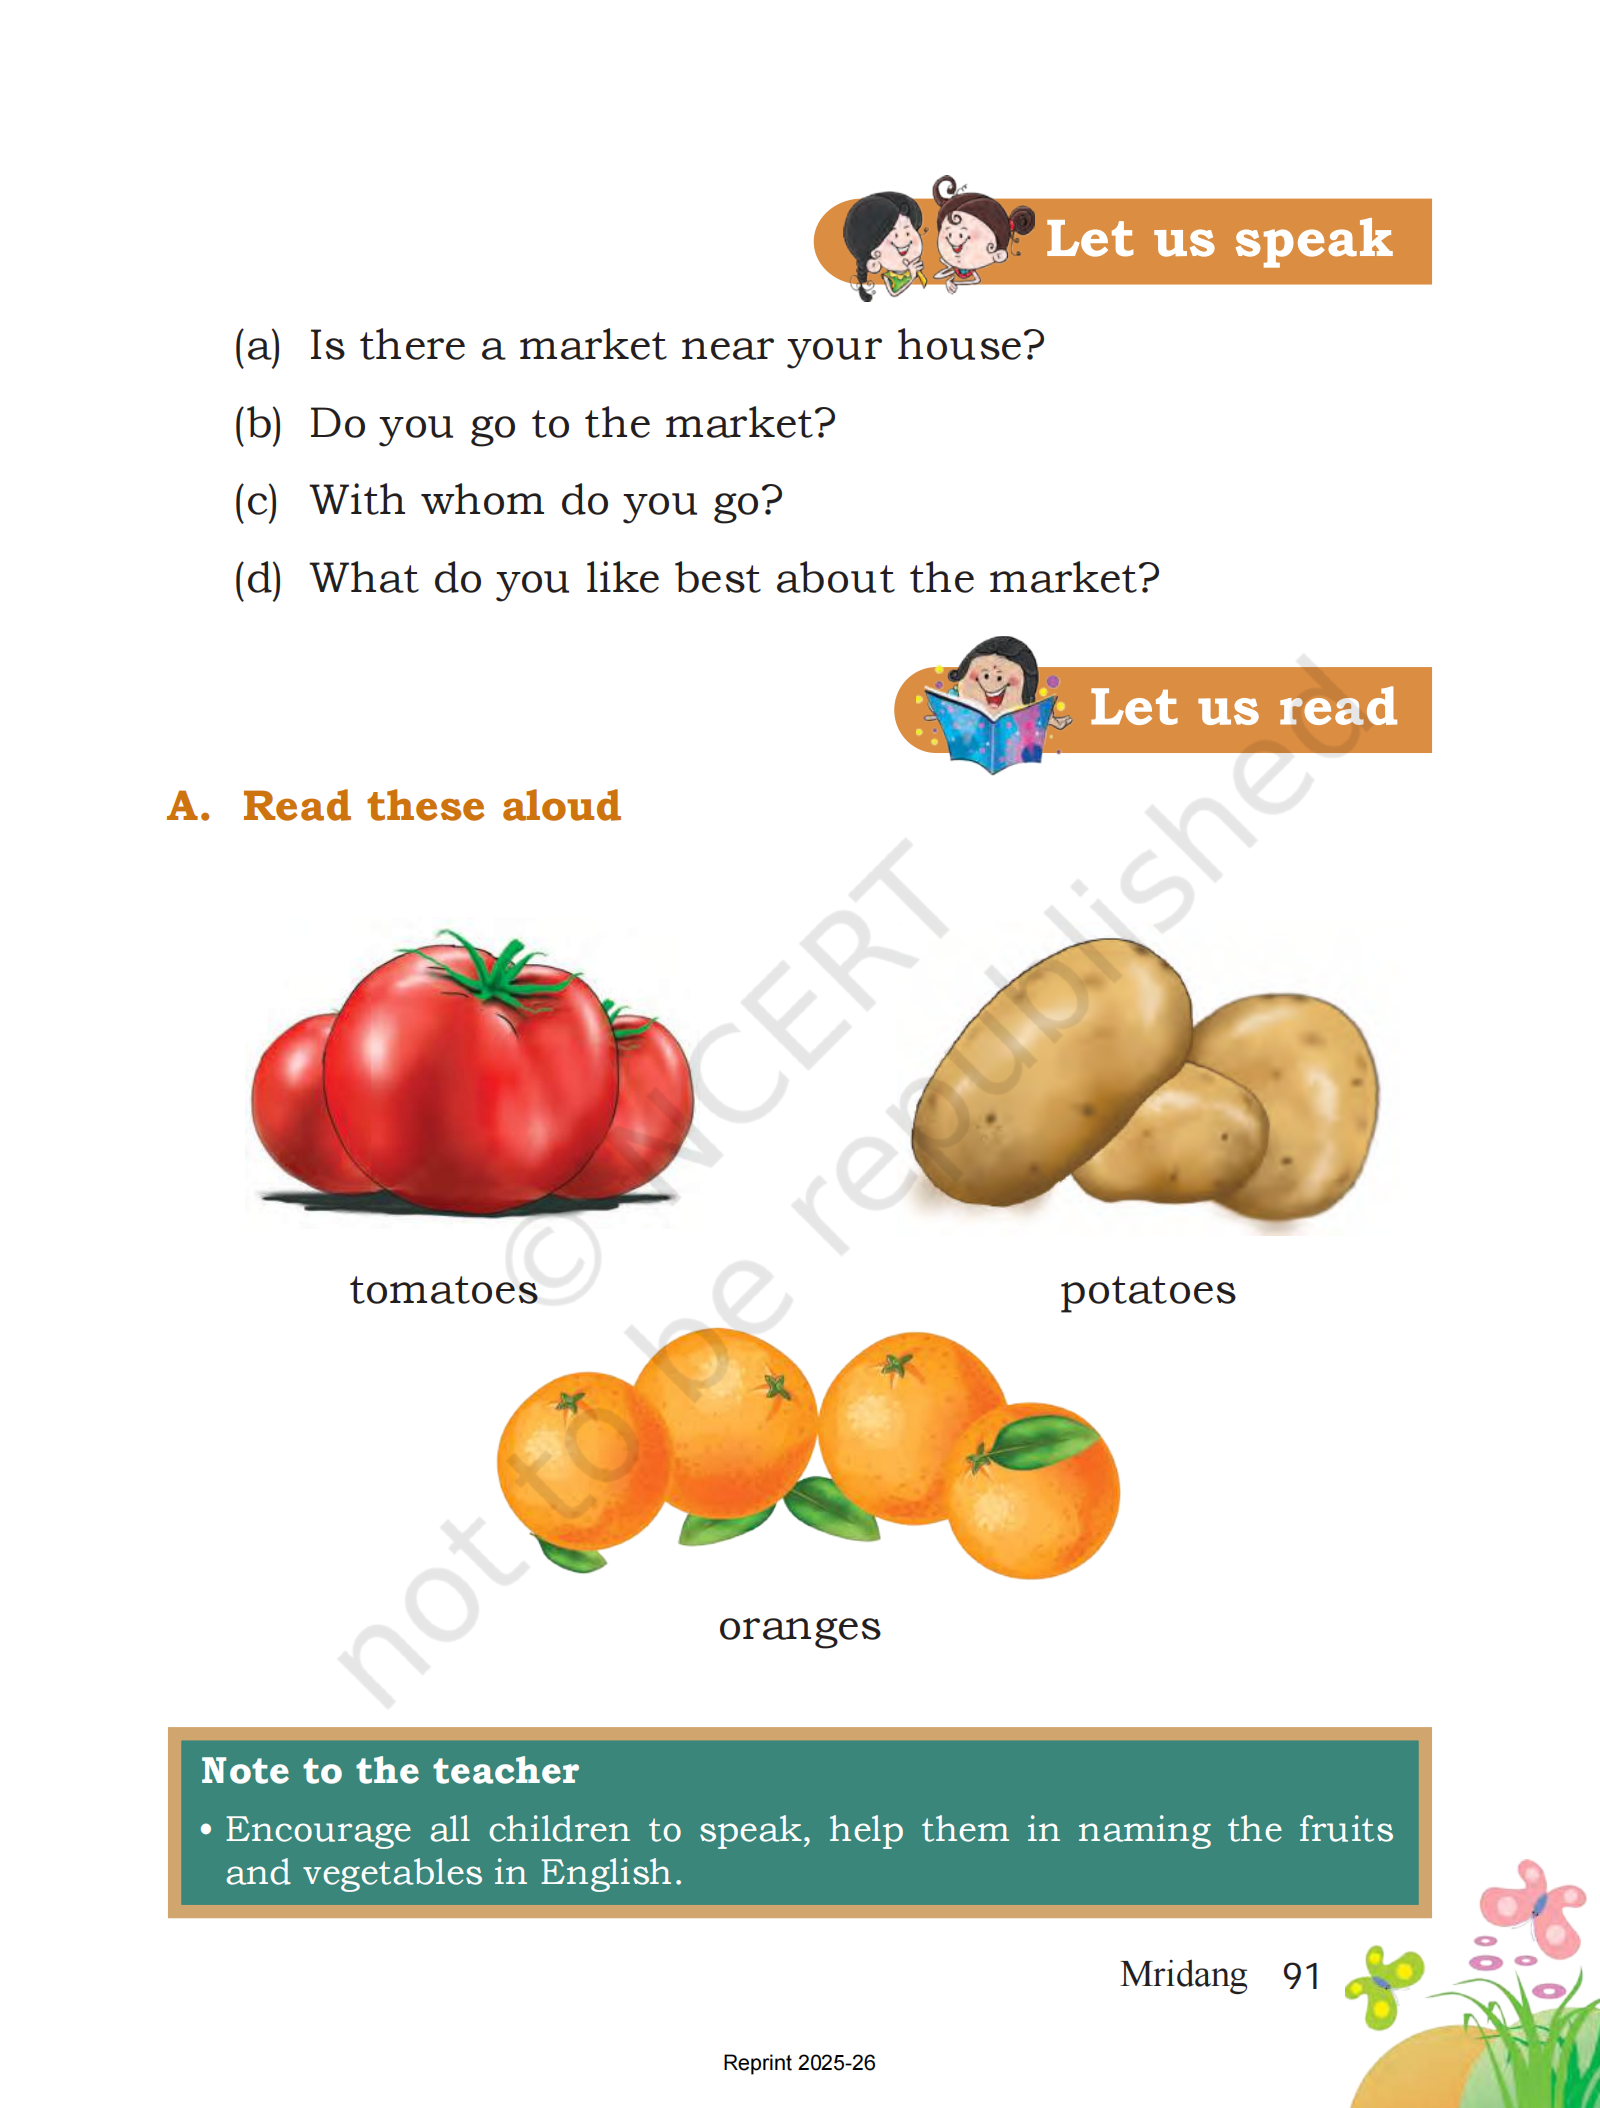 Let us speak
(a) Is there a market near your house?
(b) Do you go to the market?
(c) With whom do you go?
(d) What do you like best about the market?
Let us read
A. Read these aloud
tomatoes
potatoes
oranges
© NCERT
not to be republished
Note to the teacher
• Encourage all children to speak, help them in naming the fruits
and vegetables in English.
Mridang 91
Reprint 2025-26